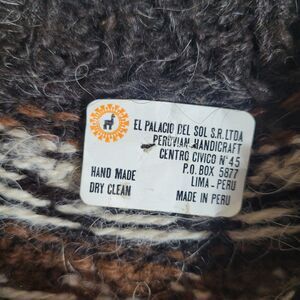 EL PALACIO DEL SOL S.R.LTDA
PERUVIAN HANDICRAFT
CENTRO CIVICO N° 45
P.O. BOX 5877
LIMA - PERU
HAND MADE
DRY CLEAN
MADE IN PERU